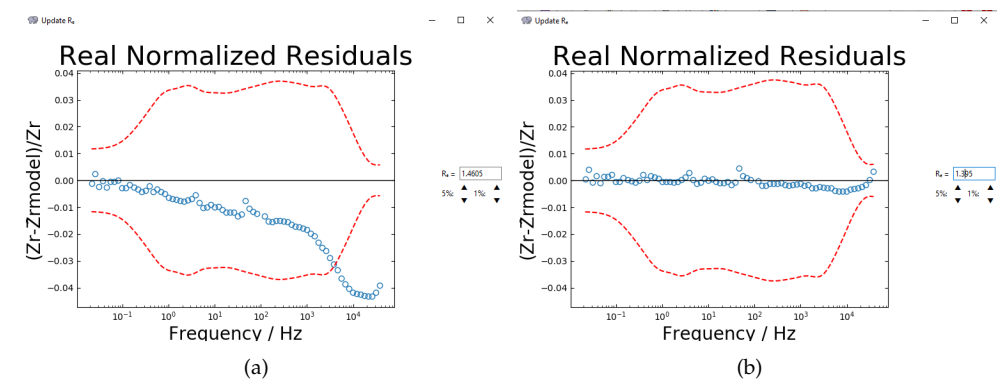 Update Rₑ
Real Normalized Residuals
(Zr-Zrmodel)/Zr
0.04
0.03
0.02
0.01
0.00
−0.01
−0.02
−0.03
−0.04
10⁻¹ 10⁰ 10¹ 10² 10³ 10⁴
Frequency / Hz
Rₑ = 1.4605
5%: 1%:
(a)
Update Rₑ
Real Normalized Residuals
(Zr-Zrmodel)/Zr
0.04
0.03
0.02
0.01
0.00
−0.01
−0.02
−0.03
−0.04
10⁻¹ 10⁰ 10¹ 10² 10³ 10⁴
Frequency / Hz
Rₑ = 1.395
5%: 1%:
(b)